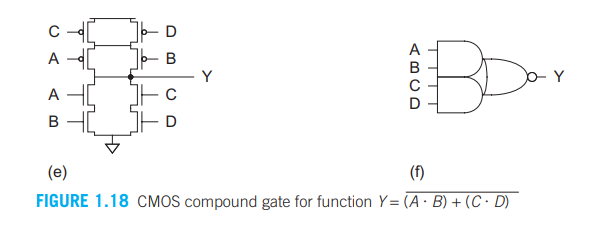 C D
A B
Y
A C
B D
(e)
A
B
C
D
Y
(f)
FIGURE 1.18 CMOS compound gate for function Y = (A · B) + (C · D)